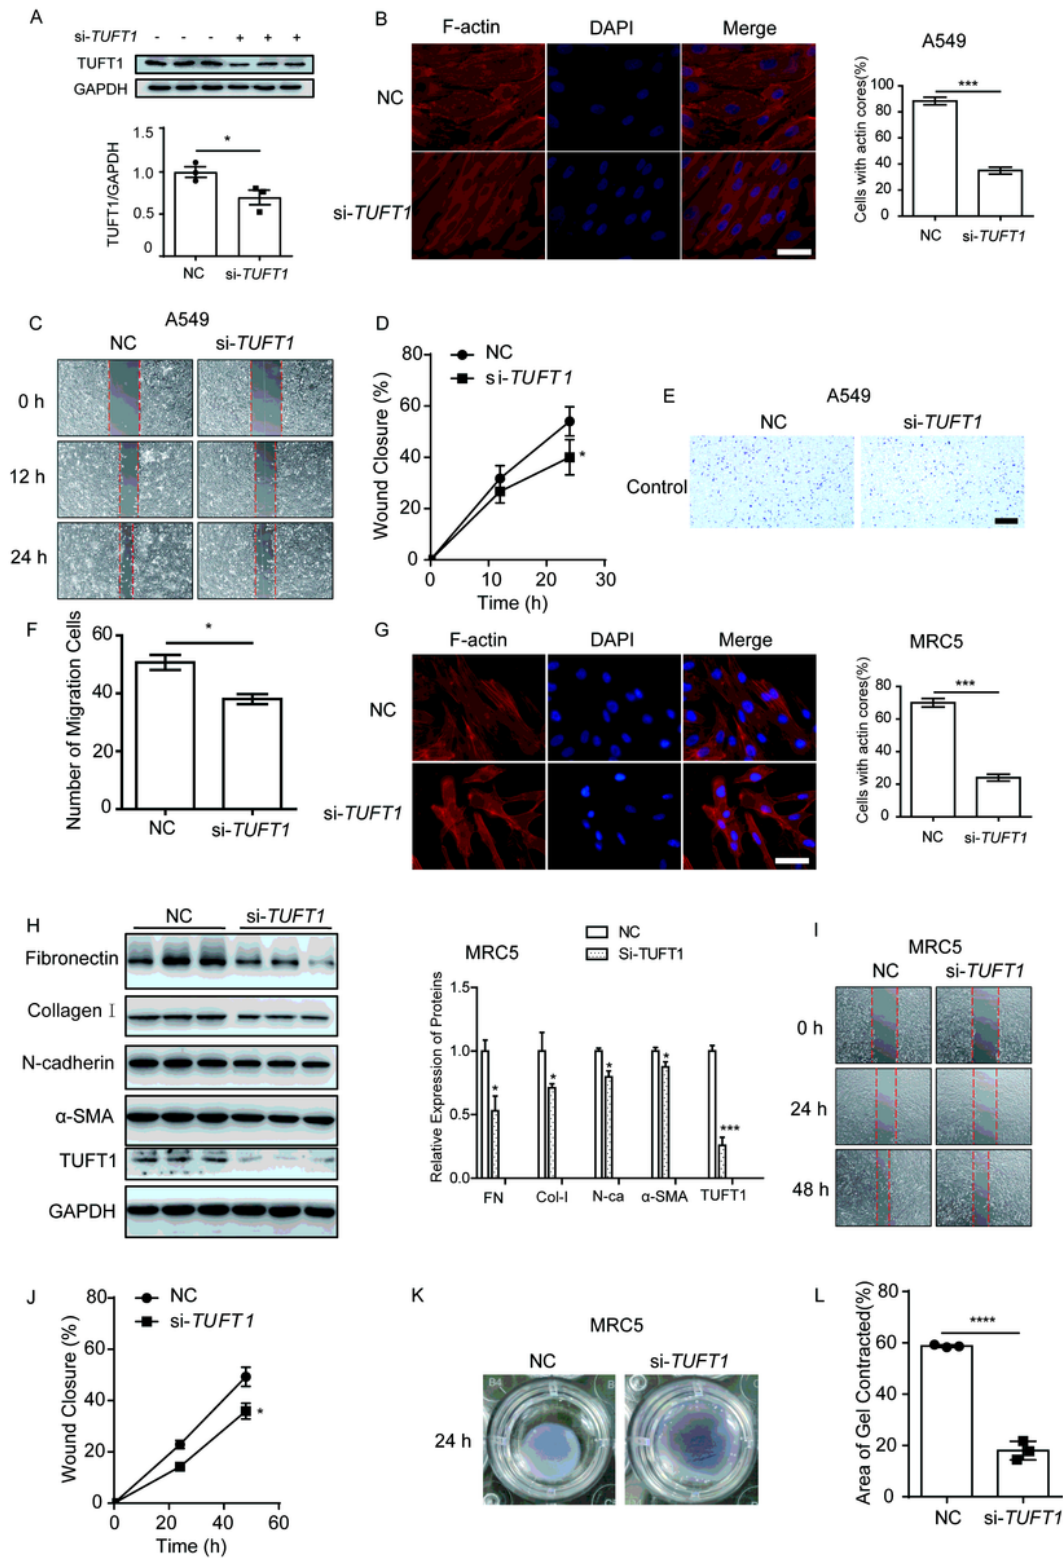 A
si-TUFT1 - - - + + +
TUFT1
GAPDH
TUFT1/GAPDH
1.5
1.0
0.5
0
*
NC si-TUFT1
B
F-actin DAPI Merge
NC
si-TUFT1
A549
Cells with actin cores(%)
100
80
60
40
20
0
***
NC si-TUFT1
C
A549
NC si-TUFT1
0 h
12 h
24 h
D
NC
si-TUFT1
Wound Closure (%)
80
60
40
20
0
*
0 10 20 30
Time (h)
E
A549
NC si-TUFT1
Control
F
Number of Migration Cells
60
40
20
0
*
NC si-TUFT1
G
F-actin DAPI Merge
NC
si-TUFT1
MRC5
Cells with actin cores(%)
80
60
40
20
0
***
NC si-TUFT1
H
NC si-TUFT1
Fibronectin
Collagen I
N-cadherin
α-SMA
TUFT1
GAPDH
MRC5
NC
Si-TUFT1
Relative Expression of Proteins
1.5
1.0
0.5
0.0
* * * * ***
FN Col-I N-ca α-SMA TUFT1
I
MRC5
NC si-TUFT1
0 h
24 h
48 h
J
NC
si-TUFT1
Wound Closure (%)
80
60
40
20
0
*
0 20 40 60
Time (h)
K
MRC5
NC si-TUFT1
24 h
L
Area of Gel Contracted(%)
80
60
40
20
0
****
NC si-TUFT1